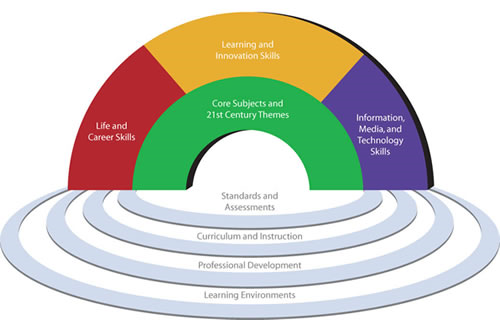 Learning and
Innovation Skills
Core Subjects and
21st Century Themes
Life and
Career Skills
Information,
Media, and
Technology
Skills
Standards and
Assessments
Curriculum and Instruction
Professional Development
Learning Environments